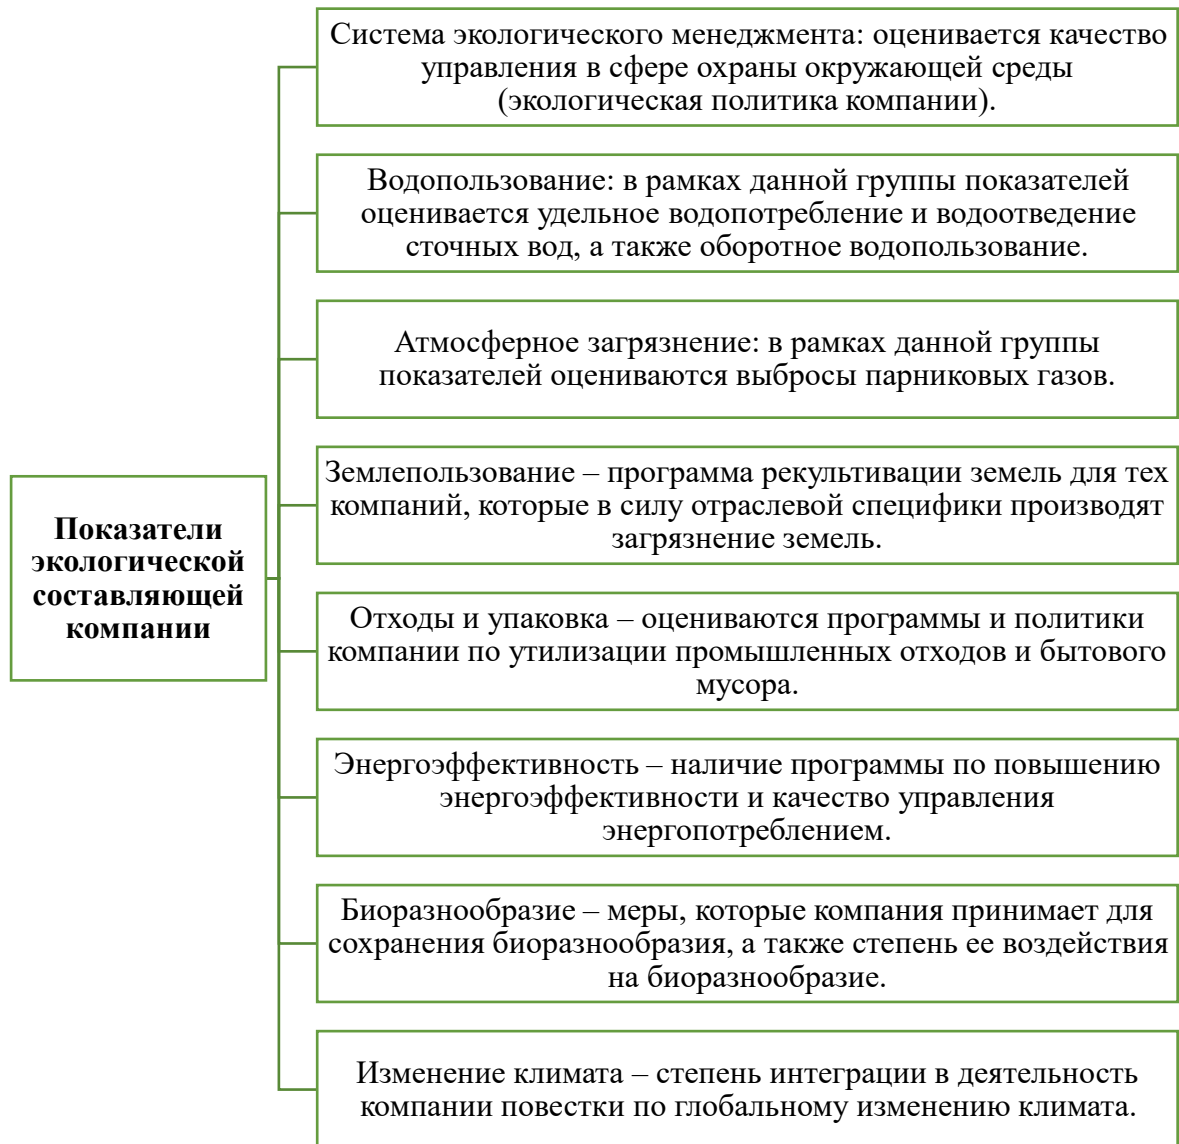 Система экологического менеджмента: оценивается качество
управления в сфере охраны окружающей среды
(экологическая политика компании).
Водопользование: в рамках данной группы показателей
оценивается удельное водопотребление и водоотведение
сточных вод, а также оборотное водопользование.
Атмосферное загрязнение: в рамках данной группы
показателей оцениваются выбросы парниковых газов.
Землепользование – программа рекультивации земель для тех
компаний, которые в силу отраслевой специфики производят
загрязнение земель.
Показатели
экологической
составляющей
компании
Отходы и упаковка – оцениваются программы и политики
компании по утилизации промышленных отходов и бытового
мусора.
Энергоэффективность – наличие программы по повышению
энергоэффективности и качество управления
энергопотреблением.
Биоразнообразие – меры, которые компания принимает для
сохранения биоразнообразия, а также степень ее воздействия
на биоразнообразие.
Изменение климата – степень интеграции в деятельность
компании повестки по глобальному изменению климата.